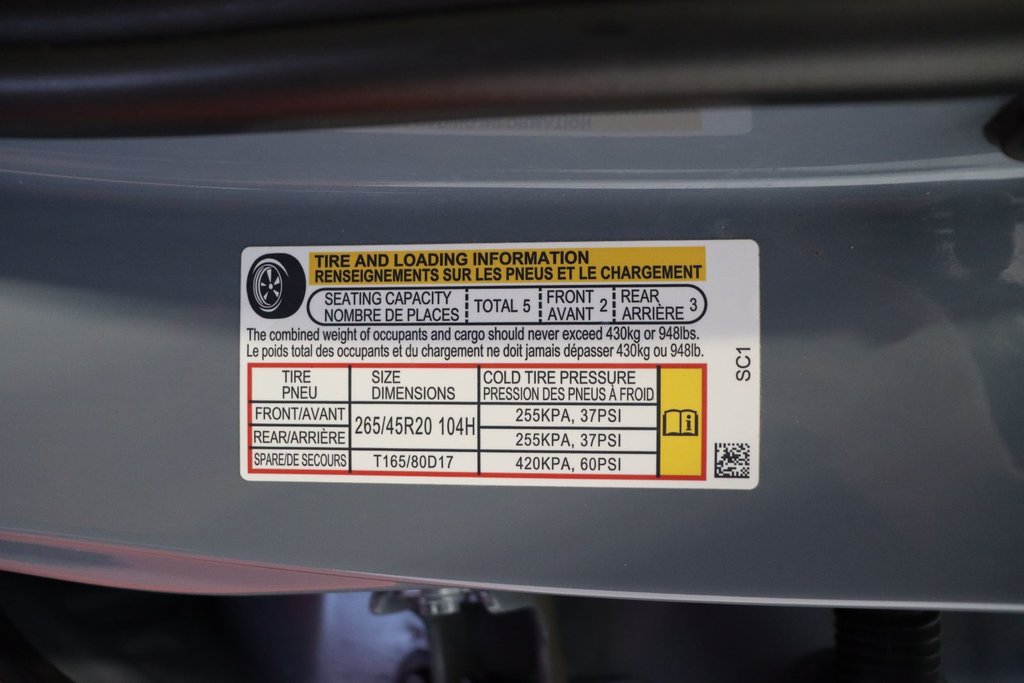 TIRE AND LOADING INFORMATION
RENSEIGNEMENTS SUR LES PNEUS ET LE CHARGEMENT
SEATING CAPACITY
NOMBRE DE PLACES
TOTAL 5
FRONT
AVANT 2
REAR
ARRIÈRE 3
The combined weight of occupants and cargo should never exceed 430kg or 948lbs.
Le poids total des occupants et du chargement ne doit jamais dépasser 430kg ou 948lb.
TIRE
PNEU
SIZE
DIMENSIONS
COLD TIRE PRESSURE
PRESSION DES PNEUS À FROID
FRONT/AVANT
265/45R20 104H
255KPA, 37PSI
REAR/ARRIÈRE
255KPA, 37PSI
SPARE/DE SECOURS
T165/80D17
420KPA, 60PSI
SC1